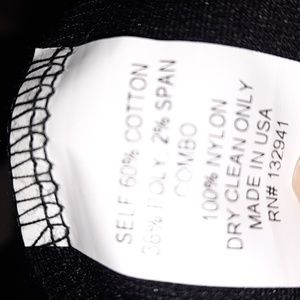 SELF 60% COTTON
38% POLY 2% SPAN
COMBO
100% NYLON
DRY CLEAN ONLY
MADE IN USA
RN# 132941